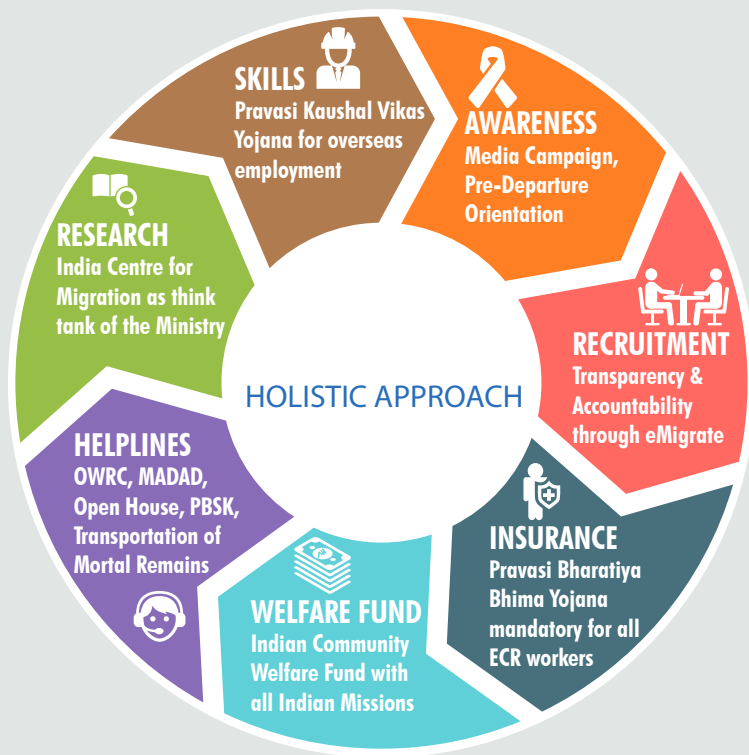 SKILLS
Pravasi Kaushal Vikas
Yojana for overseas
employment
AWARENESS
Media Campaign,
Pre-Departure
Orientation
RECRUITMENT
Transparency &
Accountability
through eMigrate
INSURANCE
Pravasi Bharatiya
Bhima Yojana
mandatory for all
ECR workers
WELFARE FUND
Indian Community
Welfare Fund with
all Indian Missions
HELPLINES
OWRC, MADAD,
Open House, PBSK,
Transportation of
Mortal Remains
RESEARCH
India Centre for
Migration as think
tank of the Ministry
HOLISTIC APPROACH